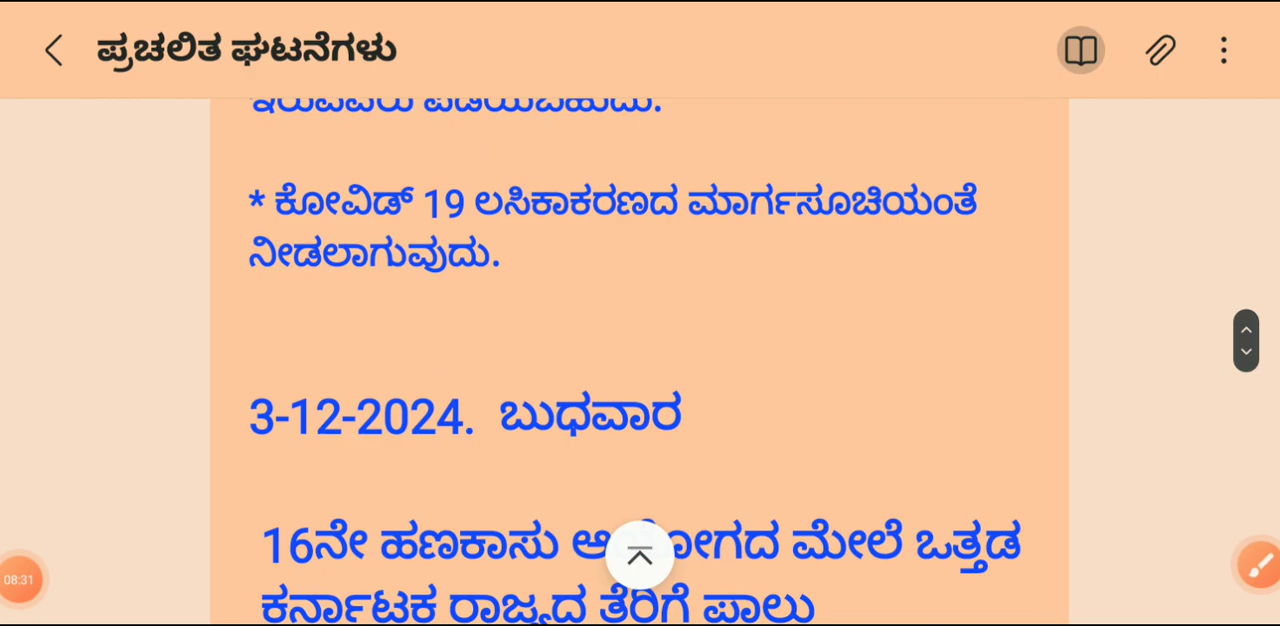 ಪ್ರಚಲಿತ ಘಟನೆಗಳು
* ಕೋವಿಡ್ 19 ಲಸಿಕಾಕರಣದ ಮಾರ್ಗಸೂಚಿಯಂತೆ
ನೀಡಲಾಗುವುದು.
3-12-2024. ಬುಧವಾರ
16ನೇ ಹಣಕಾಸು ಮೇಲೆ ಒತ್ತಡ
ಕರ್ನಾಟಕ ರಾಜ್ಯದ ತೆರಿಗೆ ಪಾಲು
08:31